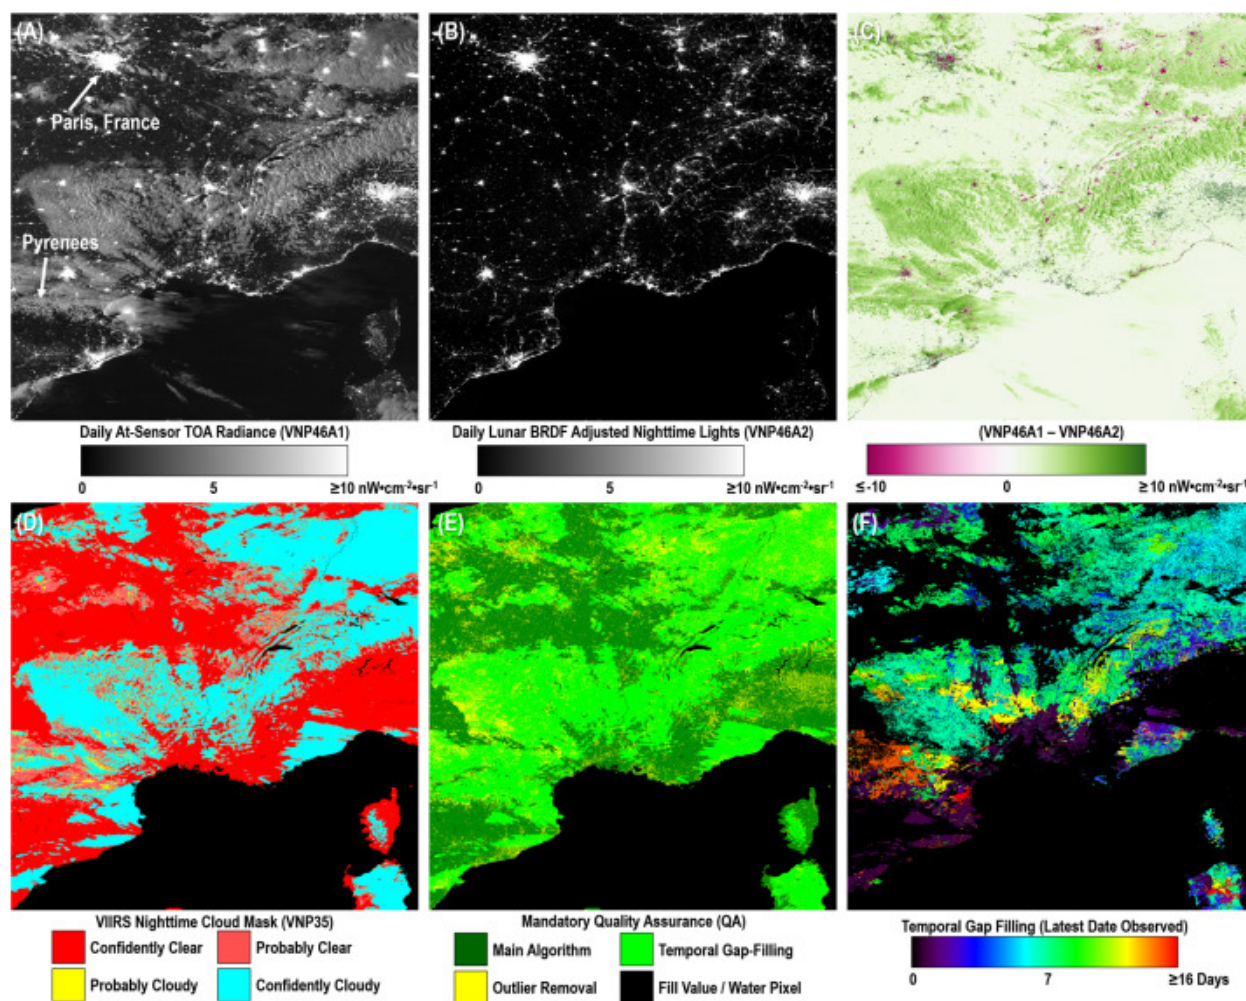 (A)
(B)
(C)
Paris, France
Pyrenees
Daily At-Sensor TOA Radiance (VNP46A1)
0 5 ≥10 nW•cm⁻²•sr⁻¹
Daily Lunar BRDF Adjusted Nighttime Lights (VNP46A2)
0 5 ≥10 nW•cm⁻²•sr⁻¹
(VNP46A1 – VNP46A2)
≤-10 0 ≥10 nW•cm⁻²•sr⁻¹
(D)
(E)
(F)
VIIRS Nighttime Cloud Mask (VNP35)
Confidently Clear Probably Clear
Probably Cloudy Confidently Cloudy
Mandatory Quality Assurance (QA)
Main Algorithm Temporal Gap-Filling
Outlier Removal Fill Value / Water Pixel
Temporal Gap Filling (Latest Date Observed)
0 7 ≥16 Days